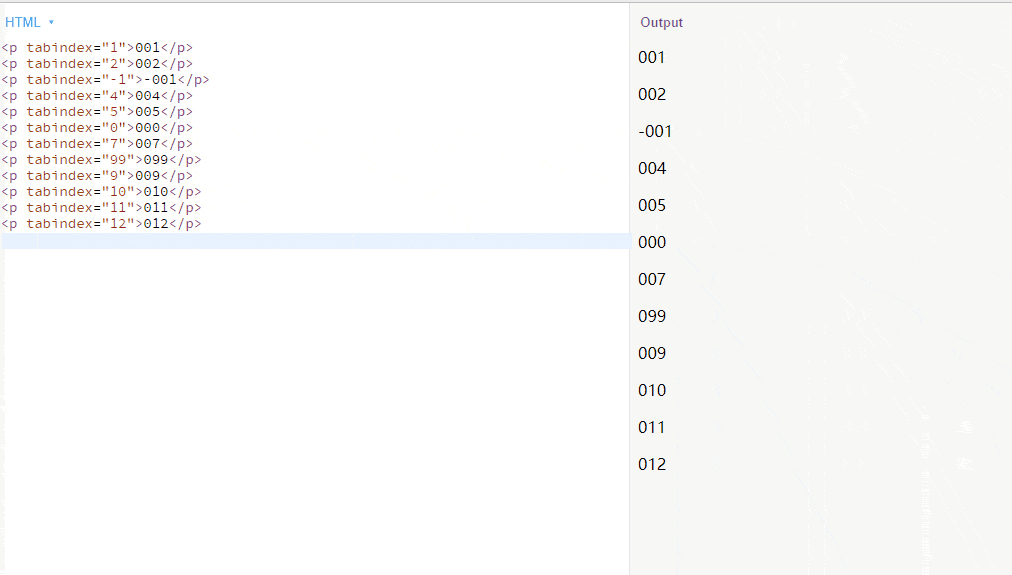 HTML ▾
<p tabindex="1">001</p>
<p tabindex="2">002</p>
<p tabindex="-1">-001</p>
<p tabindex="4">004</p>
<p tabindex="5">005</p>
<p tabindex="0">000</p>
<p tabindex="7">007</p>
<p tabindex="99">099</p>
<p tabindex="9">009</p>
<p tabindex="10">010</p>
<p tabindex="11">011</p>
<p tabindex="12">012</p>
Output
001
002
-001
004
005
000
007
099
009
010
011
012